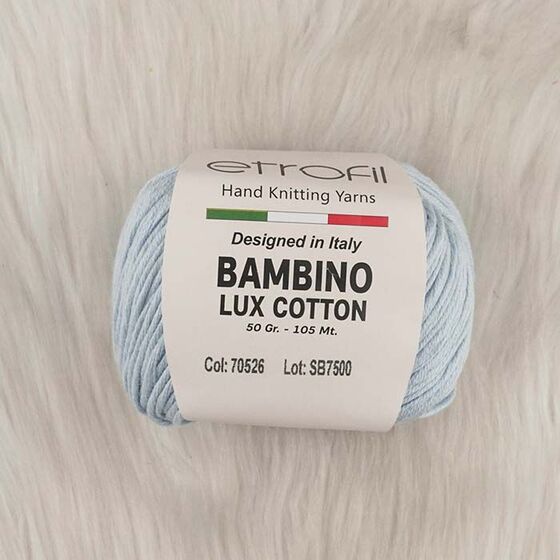 etrofil
Hand Knitting Yarns
Designed in Italy
BAMBINO
LUX COTTON
50 Gr. - 105 Mt.
Col: 70526 Lot: SB7500